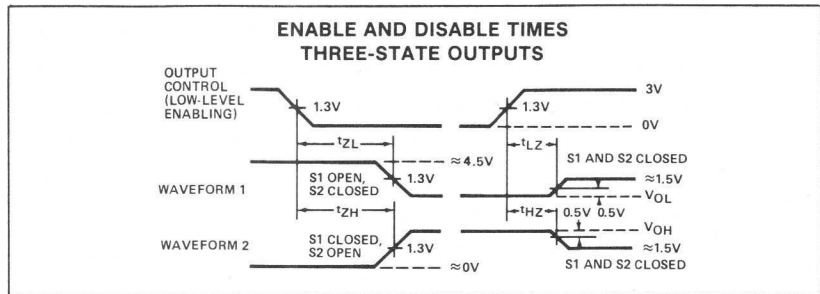 ENABLE AND DISABLE TIMES
THREE-STATE OUTPUTS
OUTPUT
CONTROL
(LOW-LEVEL
ENABLING)
1.3V
1.3V
3V
0V
tZL
tLZ
≈4.5V
S1 AND S2 CLOSED
WAVEFORM 1
S1 OPEN,
S2 CLOSED
1.3V
≈1.5V
VOL
tZH
tHZ
0.5V
0.5V
WAVEFORM 2
S1 CLOSED,
S2 OPEN
1.3V
VOH
≈1.5V
≈0V
S1 AND S2 CLOSED